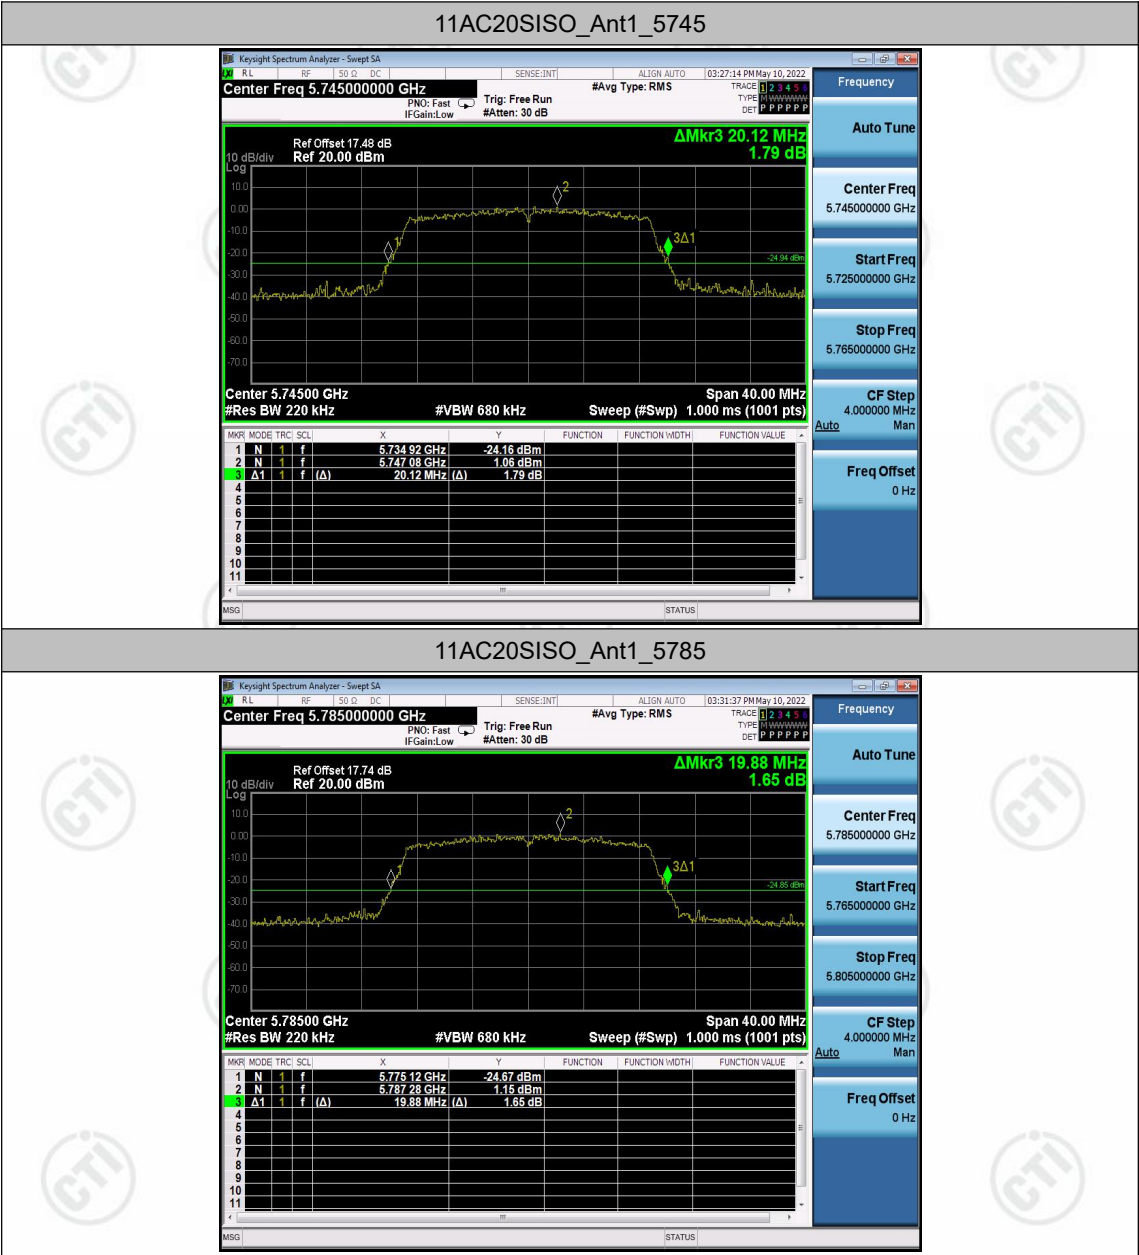 11AC20SISO_Ant1_5745
Keysight Spectrum Analyzer - Swept SA
LXI RL RF 50 Ω DC SENSE:INT ALIGN AUTO 03:27:14 PM May 10, 2022
Center Freq 5.745000000 GHz #Avg Type: RMS TRACE 1 2 3 4 5 6
PNO: Fast Trig: Free Run TYPE M WWWWW
IFGain:Low #Atten: 30 dB DET P P P P P P
Frequency
Auto Tune
Center Freq
5.745000000 GHz
Start Freq
5.725000000 GHz
Stop Freq
5.765000000 GHz
CF Step
4.000000 MHz
Auto Man
Freq Offset
0 Hz
ΔMkr3 20.12 MHz
1.79 dB
Ref Offset 17.48 dB
10 dB/div Ref 20.00 dBm
Log
10.0
0.00
-10.0
-20.0
-30.0
-40.0
-50.0
-60.0
-70.0
1
2
3Δ1
-24.94 dBm
Center 5.74500 GHz Span 40.00 MHz
#Res BW 220 kHz #VBW 680 kHz Sweep (#Swp) 1.000 ms (1001 pts)
MKR MODE TRC SCL X Y FUNCTION FUNCTION WIDTH FUNCTION VALUE
1 N 1 f 5.734 92 GHz -24.16 dBm
2 N 1 f 5.747 08 GHz 1.06 dBm
3 Δ1 1 f (Δ) 20.12 MHz (Δ) 1.79 dB
4
5
6
7
8
9
10
11
MSG STATUS
11AC20SISO_Ant1_5785
Keysight Spectrum Analyzer - Swept SA
LXI RL RF 50 Ω DC SENSE:INT ALIGN AUTO 03:31:37 PM May 10, 2022
Center Freq 5.785000000 GHz #Avg Type: RMS TRACE 1 2 3 4 5 6
PNO: Fast Trig: Free Run TYPE M WWWWW
IFGain:Low #Atten: 30 dB DET P P P P P P
Frequency
Auto Tune
Center Freq
5.785000000 GHz
Start Freq
5.765000000 GHz
Stop Freq
5.805000000 GHz
CF Step
4.000000 MHz
Auto Man
Freq Offset
0 Hz
ΔMkr3 19.88 MHz
1.65 dB
Ref Offset 17.74 dB
10 dB/div Ref 20.00 dBm
Log
10.0
0.00
-10.0
-20.0
-30.0
-40.0
-50.0
-60.0
-70.0
1
2
3Δ1
-24.85 dBm
Center 5.78500 GHz Span 40.00 MHz
#Res BW 220 kHz #VBW 680 kHz Sweep (#Swp) 1.000 ms (1001 pts)
MKR MODE TRC SCL X Y FUNCTION FUNCTION WIDTH FUNCTION VALUE
1 N 1 f 5.775 12 GHz -24.67 dBm
2 N 1 f 5.787 28 GHz 1.15 dBm
3 Δ1 1 f (Δ) 19.88 MHz (Δ) 1.65 dB
4
5
6
7
8
9
10
11
MSG STATUS
CTI
CTI
CTI
CTI
CTI
CTI
CTI
CTI